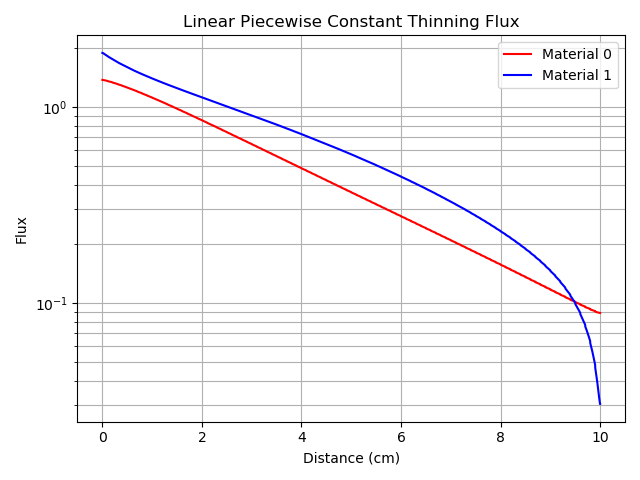 Linear Piecewise Constant Thinning Flux
Material 0
Material 1
10^0
10^-1
Flux
0 2 4 6 8 10
Distance (cm)